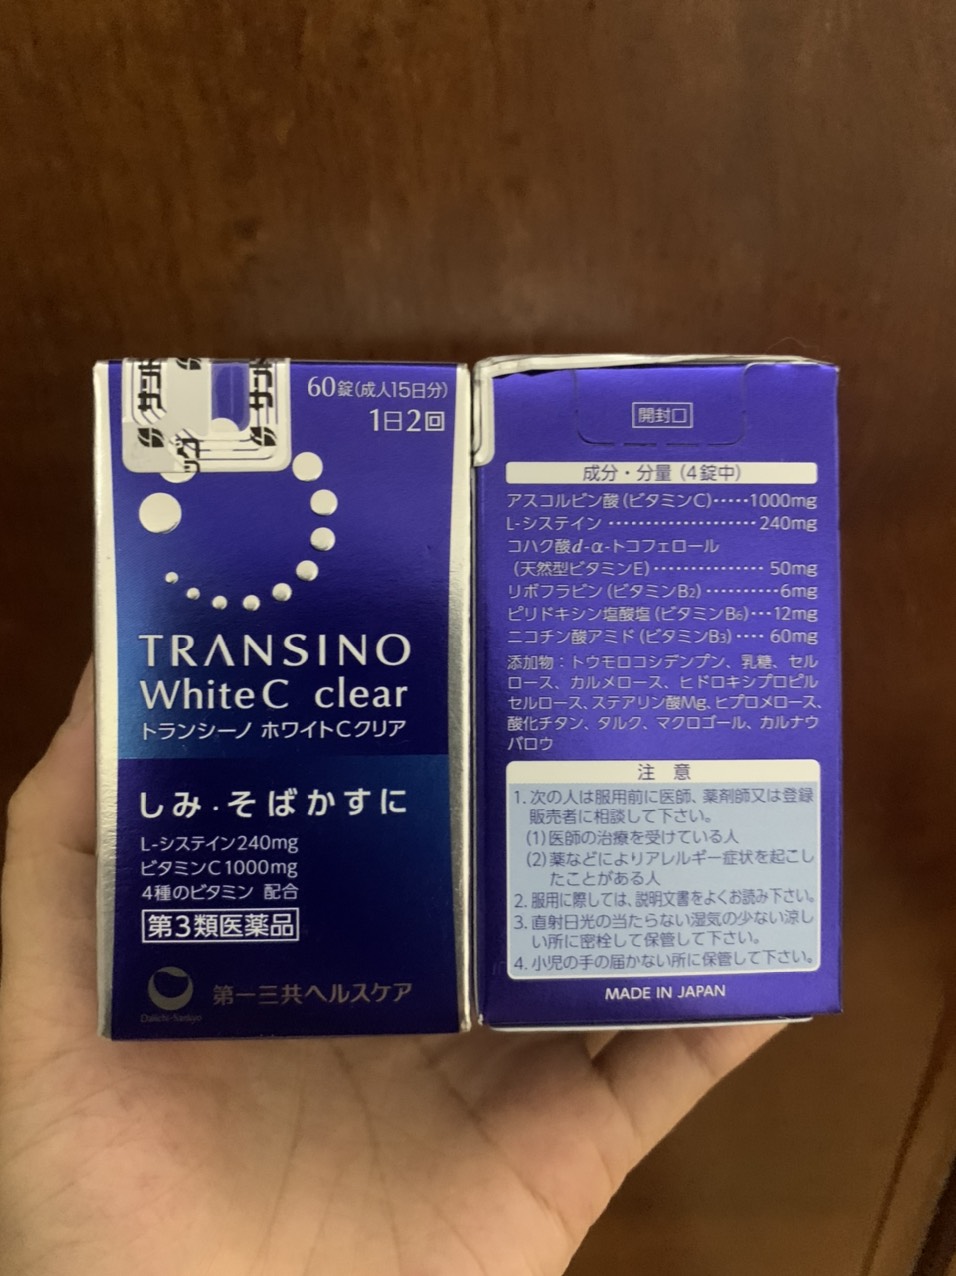 サンドラッグ
60錠(成人15日分)
1日2回
TRANSINO
White C clear
トランシーノ ホワイトCクリア
しみ・そばかすに
L-システイン240mg
ビタミンC1000mg
4種のビタミン 配合
第3類医薬品
第一三共ヘルスケア
Daiichi-Sankyo
開封口
成分・分量(4錠中)
アスコルビン酸(ビタミンC)‥‥‥1000mg
L-システイン‥‥‥‥‥‥‥‥‥‥240mg
コハク酸d-α-トコフェロール
(天然型ビタミンE)‥‥‥‥‥‥‥50mg
リボフラビン(ビタミンB2)‥‥‥‥‥6mg
ピリドキシン塩酸塩(ビタミンB6)‥‥12mg
ニコチン酸アミド(ビタミンB3)‥‥60mg
添加物:トウモロコシデンプン、乳糖、セル
ロース、カルメロース、ヒドロキシプロピル
セルロース、ステアリン酸Mg、ヒプロメロース、
酸化チタン、タルク、マクロゴール、カルナウ
バロウ
注 意
1. 次の人は服用前に医師、薬剤師又は登録
販売者に相談して下さい。
(1)医師の治療を受けている人
(2)薬などによりアレルギー症状を起こし
たことがある人
2. 服用に際しては、説明文書をよくお読み下さい。
3. 直射日光の当たらない湿気の少ない涼し
い所に密栓して保管して下さい。
4. 小児の手の届かない所に保管して下さい。
MADE IN JAPAN